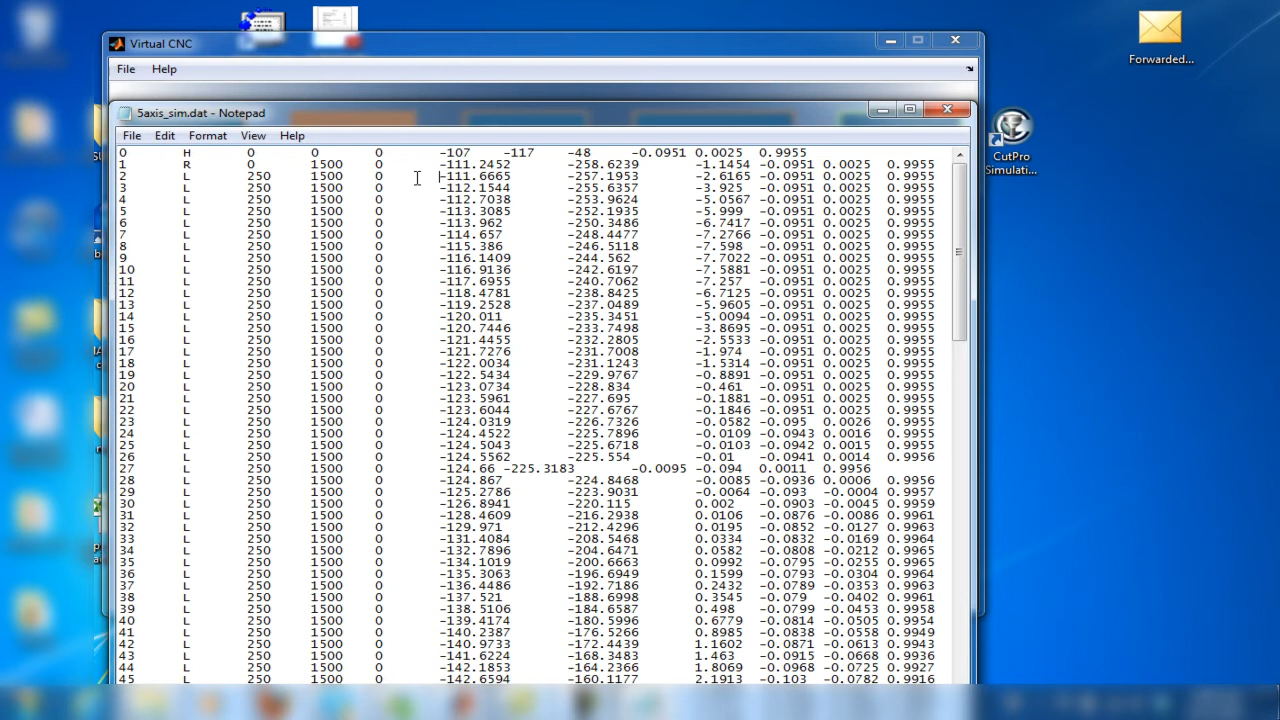 Virtual CNC
Forwarded...
File Help
5axis_sim.dat - Notepad
CutPro
Simulati...
File Edit Format View Help
0 H 0 0 0 -107 -117 -48 -0.0951 0.0025 0.9955
1 R 0 1500 0 -111.2452 -258.6239 -1.1454 -0.0951 0.0025 0.9955
2 L 250 1500 0 -111.6665 -257.1953 -2.6165 -0.0951 0.0025 0.9955
3 L 250 1500 0 -112.1544 -255.6357 -3.925 -0.0951 0.0025 0.9955
4 L 250 1500 0 -112.7038 -253.9624 -5.0567 -0.0951 0.0025 0.9955
5 L 250 1500 0 -113.3085 -252.1935 -5.999 -0.0951 0.0025 0.9955
6 L 250 1500 0 -113.962 -250.3486 -6.7417 -0.0951 0.0025 0.9955
7 L 250 1500 0 -114.657 -248.4477 -7.2766 -0.0951 0.0025 0.9955
8 L 250 1500 0 -115.386 -246.5118 -7.598 -0.0951 0.0025 0.9955
9 L 250 1500 0 -116.1409 -244.562 -7.7022 -0.0951 0.0025 0.9955
10 L 250 1500 0 -116.9136 -242.6197 -7.5881 -0.0951 0.0025 0.9955
11 L 250 1500 0 -117.6955 -240.7062 -7.257 -0.0951 0.0025 0.9955
12 L 250 1500 0 -118.4781 -238.8425 -6.7125 -0.0951 0.0025 0.9955
13 L 250 1500 0 -119.2528 -237.0489 -5.9605 -0.0951 0.0025 0.9955
14 L 250 1500 0 -120.011 -235.3451 -5.0094 -0.0951 0.0025 0.9955
15 L 250 1500 0 -120.7446 -233.7498 -3.8695 -0.0951 0.0025 0.9955
16 L 250 1500 0 -121.4455 -232.2805 -2.5533 -0.0951 0.0025 0.9955
17 L 250 1500 0 -121.7276 -231.7008 -1.974 -0.0951 0.0025 0.9955
18 L 250 1500 0 -122.0034 -231.1243 -1.5314 -0.0951 0.0025 0.9955
19 L 250 1500 0 -122.5434 -229.9767 -0.8891 -0.0951 0.0025 0.9955
20 L 250 1500 0 -123.0734 -228.834 -0.461 -0.0951 0.0025 0.9955
21 L 250 1500 0 -123.5961 -227.695 -0.1881 -0.0951 0.0025 0.9955
22 L 250 1500 0 -123.6044 -227.6767 -0.1846 -0.0951 0.0025 0.9955
23 L 250 1500 0 -124.0319 -226.7326 -0.0582 -0.095 0.0026 0.9955
24 L 250 1500 0 -124.4522 -225.7896 -0.0109 -0.0943 0.0016 0.9955
25 L 250 1500 0 -124.5043 -225.6718 -0.0103 -0.0942 0.0015 0.9955
26 L 250 1500 0 -124.5562 -225.554 -0.01 -0.0941 0.0014 0.9956
27 L 250 1500 0 -124.66 -225.3183 -0.0095 -0.094 0.0011 0.9956
28 L 250 1500 0 -124.867 -224.8468 -0.0085 -0.0936 0.0006 0.9956
29 L 250 1500 0 -125.2786 -223.9031 -0.0064 -0.093 -0.0004 0.9957
30 L 250 1500 0 -126.8941 -220.115 0.002 -0.0903 -0.0045 0.9959
31 L 250 1500 0 -128.4609 -216.2938 0.0106 -0.0876 -0.0086 0.9961
32 L 250 1500 0 -129.971 -212.4296 0.0195 -0.0852 -0.0127 0.9963
33 L 250 1500 0 -131.4084 -208.5468 0.0334 -0.0832 -0.0169 0.9964
34 L 250 1500 0 -132.7896 -204.6471 0.0582 -0.0808 -0.0212 0.9965
35 L 250 1500 0 -134.1019 -200.6663 0.0992 -0.0795 -0.0255 0.9965
36 L 250 1500 0 -135.3063 -196.6949 0.1599 -0.0793 -0.0304 0.9964
37 L 250 1500 0 -136.4486 -192.7186 0.2432 -0.0789 -0.0353 0.9963
38 L 250 1500 0 -137.521 -188.6998 0.3545 -0.079 -0.0402 0.9961
39 L 250 1500 0 -138.5106 -184.6587 0.498 -0.0799 -0.0453 0.9958
40 L 250 1500 0 -139.4174 -180.5996 0.6779 -0.0814 -0.0505 0.9954
41 L 250 1500 0 -140.2387 -176.5266 0.8985 -0.0838 -0.0558 0.9949
42 L 250 1500 0 -140.9733 -172.4439 1.1602 -0.0871 -0.0613 0.9943
43 L 250 1500 0 -141.6224 -168.3483 1.463 -0.0915 -0.0668 0.9936
44 L 250 1500 0 -142.1853 -164.2366 1.8069 -0.0968 -0.0725 0.9927
45 L 250 1500 0 -142.6594 -160.1177 2.1913 -0.103 -0.0782 0.9916